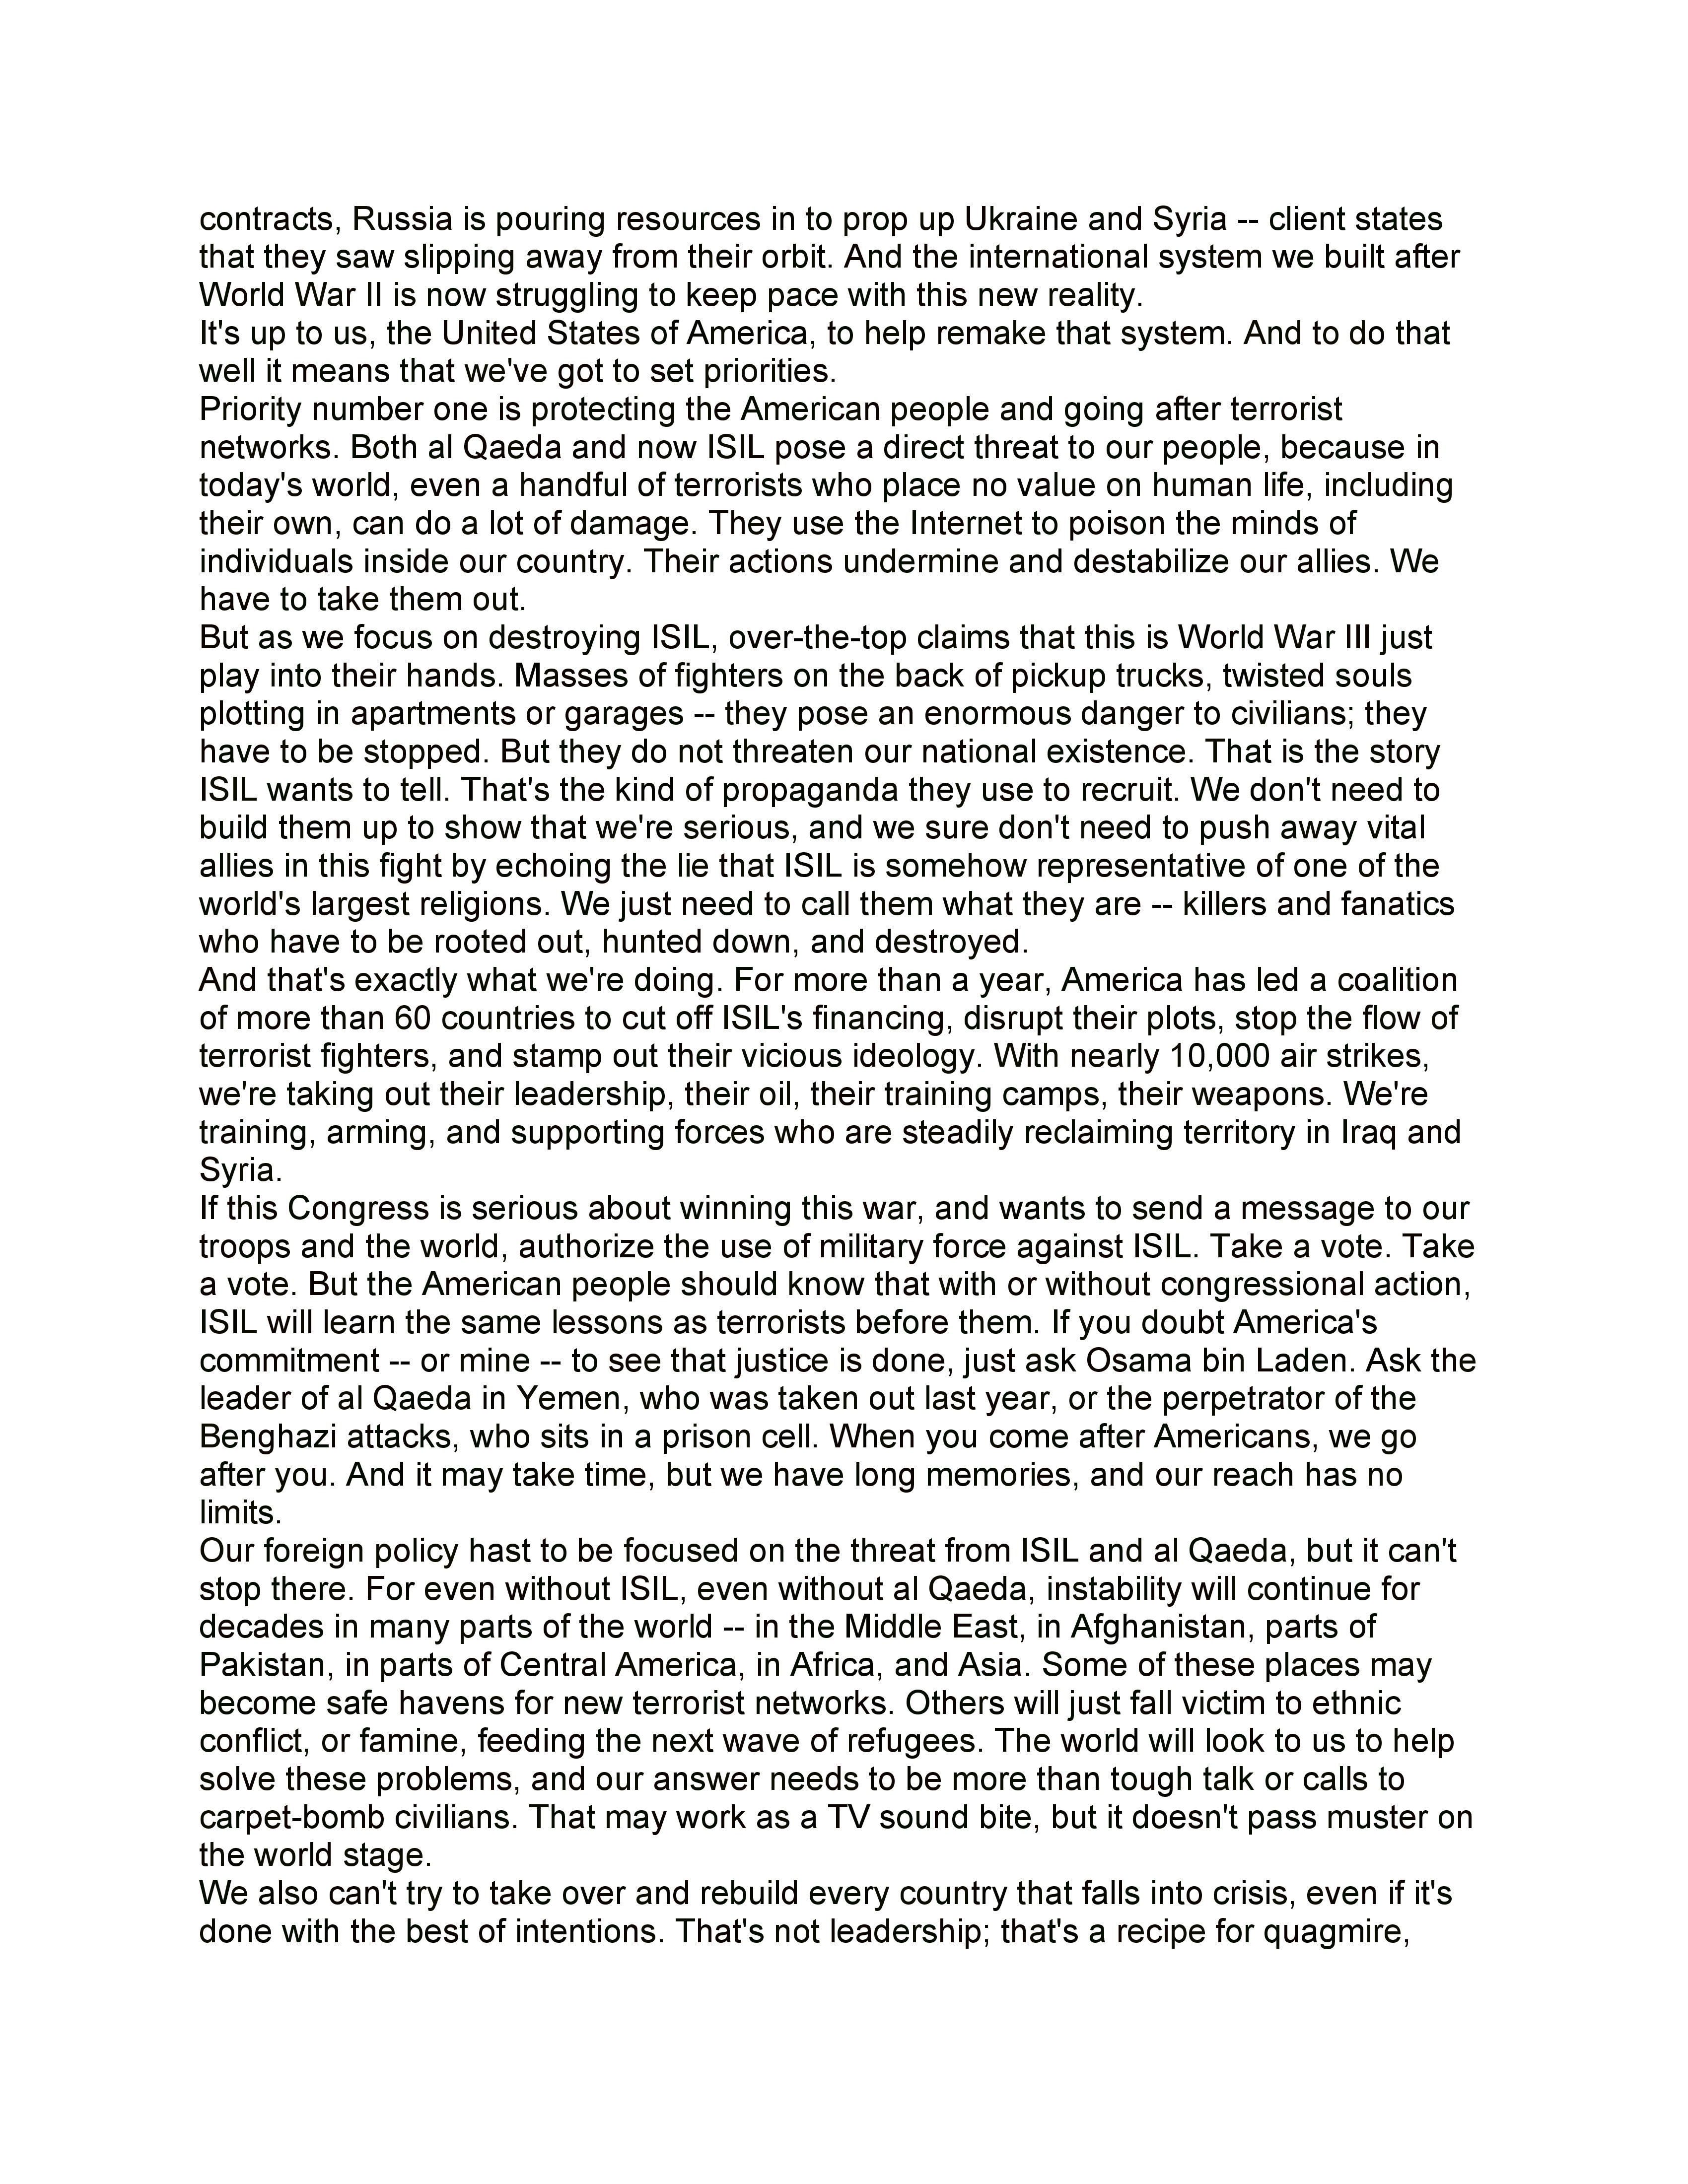 contracts, Russia is pouring resources in to prop up Ukraine and Syria -- client states
that they saw slipping away from their orbit. And the international system we built after
World War II is now struggling to keep pace with this new reality.
It's up to us, the United States of America, to help remake that system. And to do that
well it means that we've got to set priorities.
Priority number one is protecting the American people and going after terrorist
networks. Both al Qaeda and now ISIL pose a direct threat to our people, because in
today's world, even a handful of terrorists who place no value on human life, including
their own, can do a lot of damage. They use the Internet to poison the minds of
individuals inside our country. Their actions undermine and destabilize our allies. We
have to take them out.
But as we focus on destroying ISIL, over-the-top claims that this is World War III just
play into their hands. Masses of fighters on the back of pickup trucks, twisted souls
plotting in apartments or garages -- they pose an enormous danger to civilians; they
have to be stopped. But they do not threaten our national existence. That is the story
ISIL wants to tell. That's the kind of propaganda they use to recruit. We don't need to
build them up to show that we're serious, and we sure don't need to push away vital
allies in this fight by echoing the lie that ISIL is somehow representative of one of the
world's largest religions. We just need to call them what they are -- killers and fanatics
who have to be rooted out, hunted down, and destroyed.
And that's exactly what we're doing. For more than a year, America has led a coalition
of more than 60 countries to cut off ISIL's financing, disrupt their plots, stop the flow of
terrorist fighters, and stamp out their vicious ideology. With nearly 10,000 air strikes,
we're taking out their leadership, their oil, their training camps, their weapons. We're
training, arming, and supporting forces who are steadily reclaiming territory in Iraq and
Syria.
If this Congress is serious about winning this war, and wants to send a message to our
troops and the world, authorize the use of military force against ISIL. Take a vote. Take
a vote. But the American people should know that with or without congressional action,
ISIL will learn the same lessons as terrorists before them. If you doubt America's
commitment -- or mine -- to see that justice is done, just ask Osama bin Laden. Ask the
leader of al Qaeda in Yemen, who was taken out last year, or the perpetrator of the
Benghazi attacks, who sits in a prison cell. When you come after Americans, we go
after you. And it may take time, but we have long memories, and our reach has no
limits.
Our foreign policy hast to be focused on the threat from ISIL and al Qaeda, but it can't
stop there. For even without ISIL, even without al Qaeda, instability will continue for
decades in many parts of the world -- in the Middle East, in Afghanistan, parts of
Pakistan, in parts of Central America, in Africa, and Asia. Some of these places may
become safe havens for new terrorist networks. Others will just fall victim to ethnic
conflict, or famine, feeding the next wave of refugees. The world will look to us to help
solve these problems, and our answer needs to be more than tough talk or calls to
carpet-bomb civilians. That may work as a TV sound bite, but it doesn't pass muster on
the world stage.
We also can't try to take over and rebuild every country that falls into crisis, even if it's
done with the best of intentions. That's not leadership; that's a recipe for quagmire,